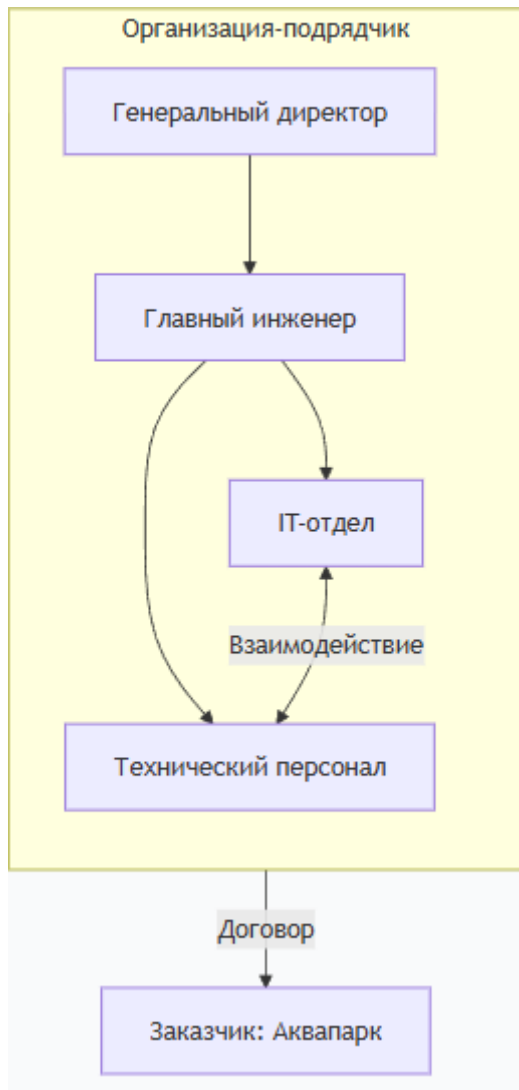 Организация-подрядчик
Генеральный директор
Главный инженер
IT-отдел
Взаимодействие
Технический персонал
Договор
Заказчик: Аквапарк